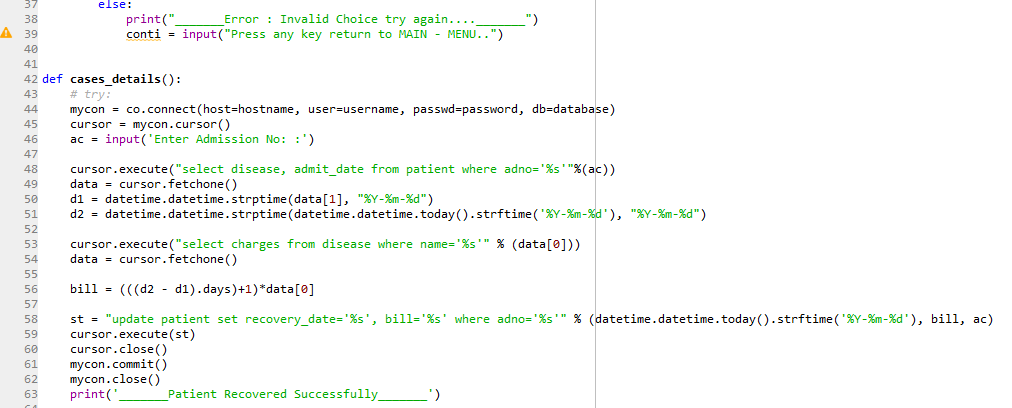 37 else:
38 print("_______Error : Invalid Choice try again...._______")
39 conti = input("Press any key return to MAIN - MENU..")
40
41
42 def cases_details():
43 # try:
44 mycon = co.connect(host=hostname, user=username, passwd=password, db=database)
45 cursor = mycon.cursor()
46 ac = input('Enter Admission No: :')
47
48 cursor.execute("select disease, admit_date from patient where adno='%s'"%(ac))
49 data = cursor.fetchone()
50 d1 = datetime.datetime.strptime(data[1], "%Y-%m-%d")
51 d2 = datetime.datetime.strptime(datetime.datetime.today().strftime('%Y-%m-%d'), "%Y-%m-%d")
52
53 cursor.execute("select charges from disease where name='%s'" % (data[0]))
54 data = cursor.fetchone()
55
56 bill = (((d2 - d1).days)+1)*data[0]
57
58 st = "update patient set recovery_date='%s', bill='%s' where adno='%s'" % (datetime.datetime.today().strftime('%Y-%m-%d'), bill, ac)
59 cursor.execute(st)
60 cursor.close()
61 mycon.commit()
62 mycon.close()
63 print('_______Patient Recovered Successfully_______')